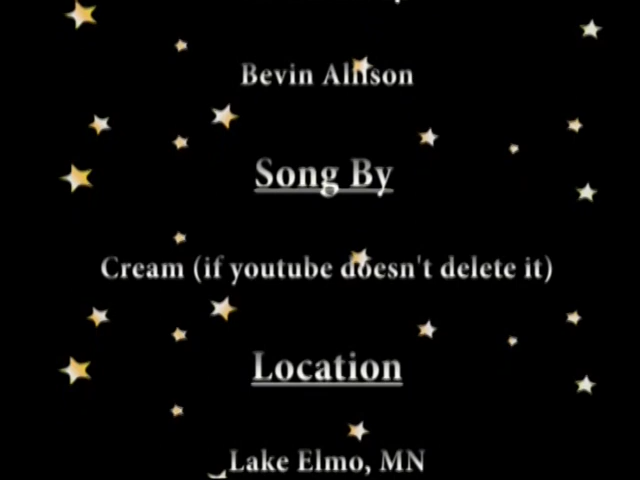 Bevin Allison
Song By
Cream (if youtube doesn't delete it)
Location
Lake Elmo, MN